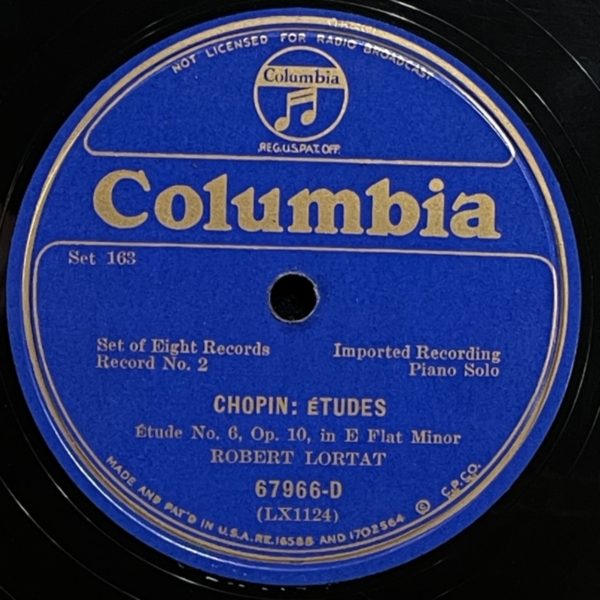 NOT LICENSED FOR RADIO BROADCAST
Columbia
REG.U.S.PAT.OFF.
Columbia
Set 163
Set of Eight Records
Record No. 2
Imported Recording
Piano Solo
CHOPIN: ÉTUDES
Étude No. 6, Op. 10, in E Flat Minor
ROBERT LORTAT
67966-D
(LX1124)
MADE AND PAT'D IN U.S.A. RE. 16588 AND 1702564 © C.P.CO.